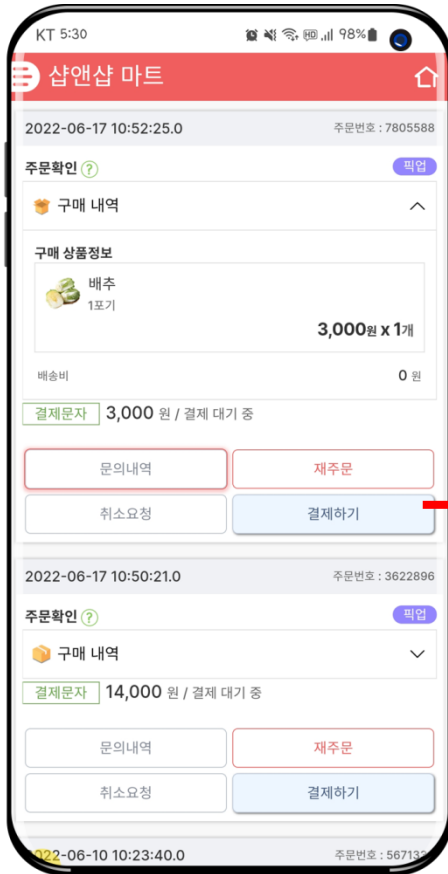 KT 5:30 HD 98%
샵앤샵 마트
2022-06-17 10:52:25.0 주문번호 : 7805588
주문확인 ? 픽업
구매 내역
구매 상품정보
배추
1포기
3,000원 x 1개
배송비 0 원
결제문자 3,000 원 / 결제 대기 중
문의내역 재주문
취소요청 결제하기
2022-06-17 10:50:21.0 주문번호 : 3622896
주문확인 ? 픽업
구매 내역
결제문자 14,000 원 / 결제 대기 중
문의내역 재주문
취소요청 결제하기
2022-06-10 10:23:40.0 주문번호 :